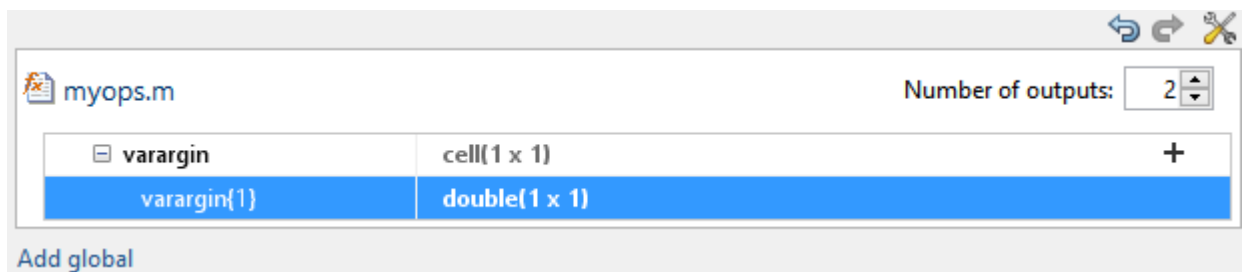 myops.m Number of outputs: 2
varargin cell(1 x 1) +
varargin{1} double(1 x 1)
Add global